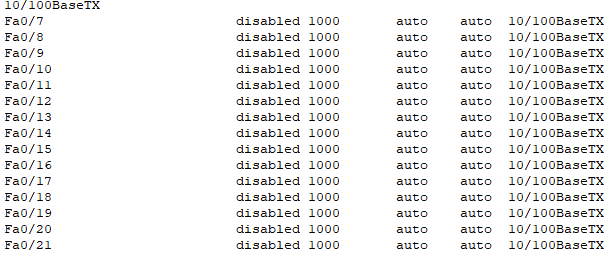 10/100BaseTX
Fa0/7                        disabled 1000       auto    auto  10/100BaseTX
Fa0/8                        disabled 1000       auto    auto  10/100BaseTX
Fa0/9                        disabled 1000       auto    auto  10/100BaseTX
Fa0/10                       disabled 1000       auto    auto  10/100BaseTX
Fa0/11                       disabled 1000       auto    auto  10/100BaseTX
Fa0/12                       disabled 1000       auto    auto  10/100BaseTX
Fa0/13                       disabled 1000       auto    auto  10/100BaseTX
Fa0/14                       disabled 1000       auto    auto  10/100BaseTX
Fa0/15                       disabled 1000       auto    auto  10/100BaseTX
Fa0/16                       disabled 1000       auto    auto  10/100BaseTX
Fa0/17                       disabled 1000       auto    auto  10/100BaseTX
Fa0/18                       disabled 1000       auto    auto  10/100BaseTX
Fa0/19                       disabled 1000       auto    auto  10/100BaseTX
Fa0/20                       disabled 1000       auto    auto  10/100BaseTX
Fa0/21                       disabled 1000       auto    auto  10/100BaseTX